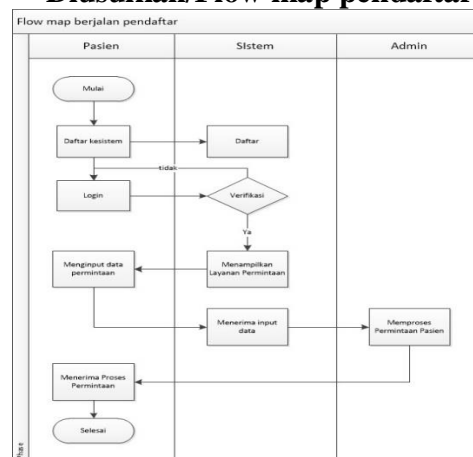 Diusulkan/Flow map pendaftar
Flow map berjalan pendaftar
Pasien
SIstem
Admin
Mulai
Daftar kesistem
Daftar
tidak
Login
Verifikasi
Ya
Menginput data
permintaan
Menampilkan
Layanan Permintaan
Menerima input
data
Memproses
Permintaan Pasien
Menerima Proses
Permintaan
Selesai